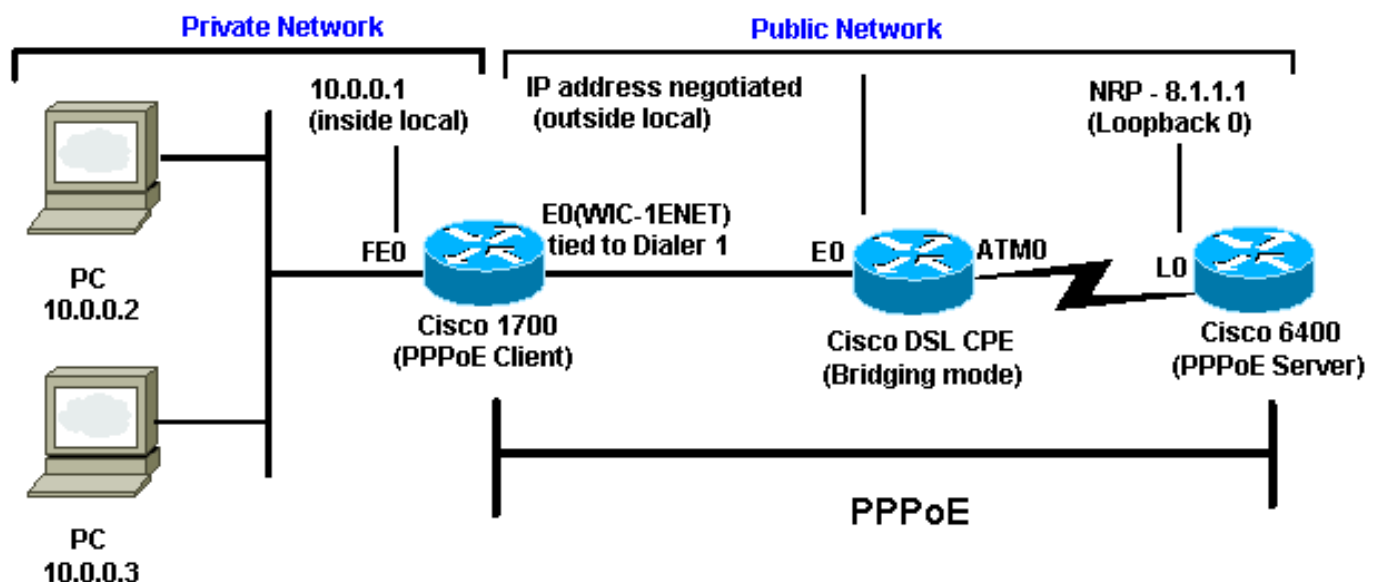 Private Network
Public Network
10.0.0.1
(inside local)
IP address negotiated
(outside local)
NRP - 8.1.1.1
(Loopback 0)
E0(WIC-1ENET)
tied to Dialer 1
FE0
E0
ATM0
L0
PC
10.0.0.2
Cisco 1700
(PPPoE Client)
Cisco DSL CPE
(Bridging mode)
Cisco 6400
(PPPoE Server)
PPPoE
PC
10.0.0.3